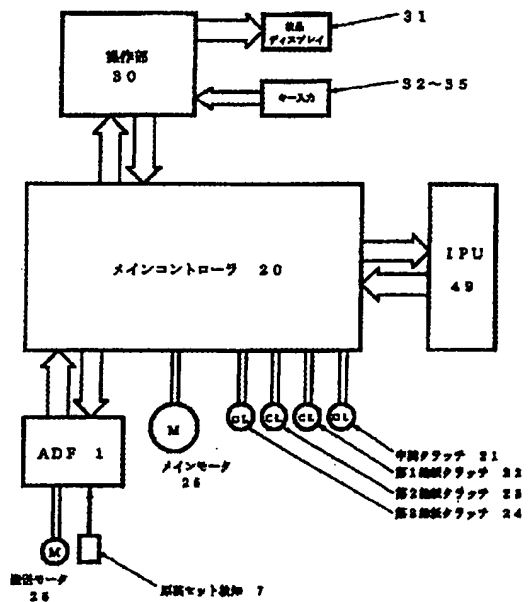 31
液晶
ディスプレイ
操作部
30
32～35
キー入力
メインコントローラ 20
IPU
49
ADF 1
M
メインモータ
25
CL
CL
CL
CL
中間クラッチ 21
第1給紙クラッチ 22
第2給紙クラッチ 23
第3給紙クラッチ 24
M
搬送モータ
26
原稿セット検知 7